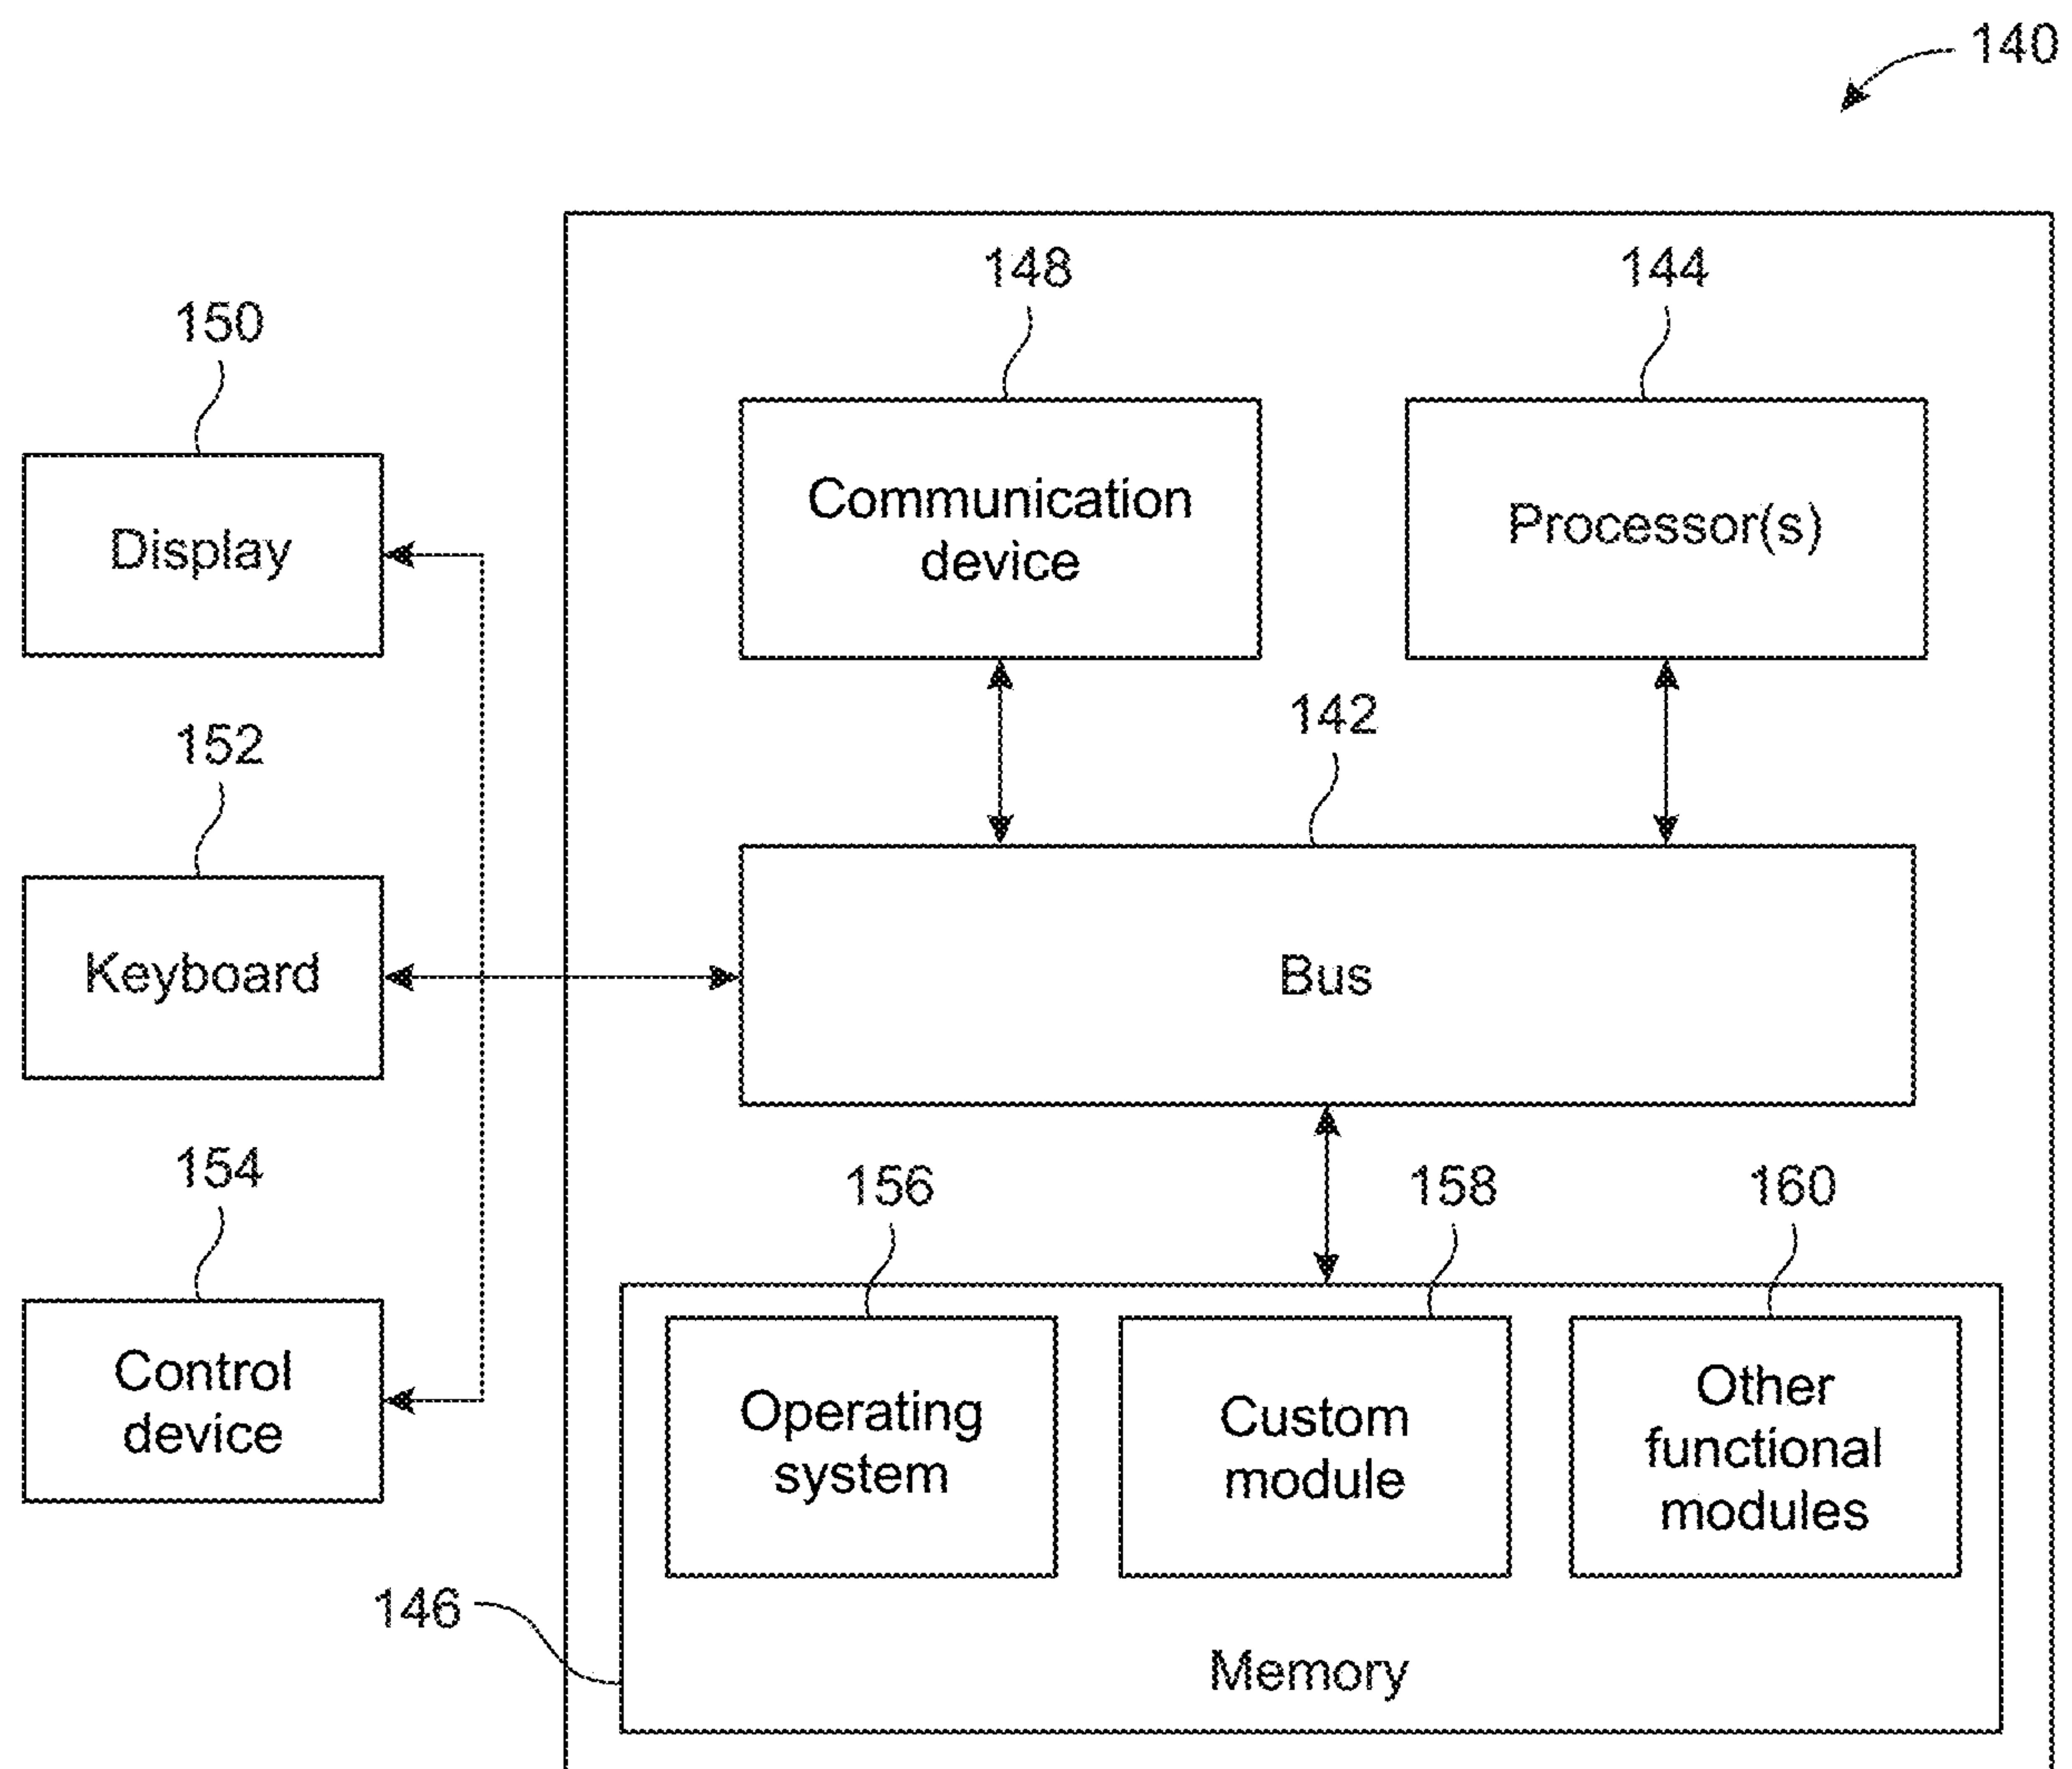 140
148
144
150
Communication
device
Processor(s)
Display
142
152
Bus
Keyboard
154
156
158
160
Control
device
Operating
system
Custom
module
Other
functional
modules
146
Memory